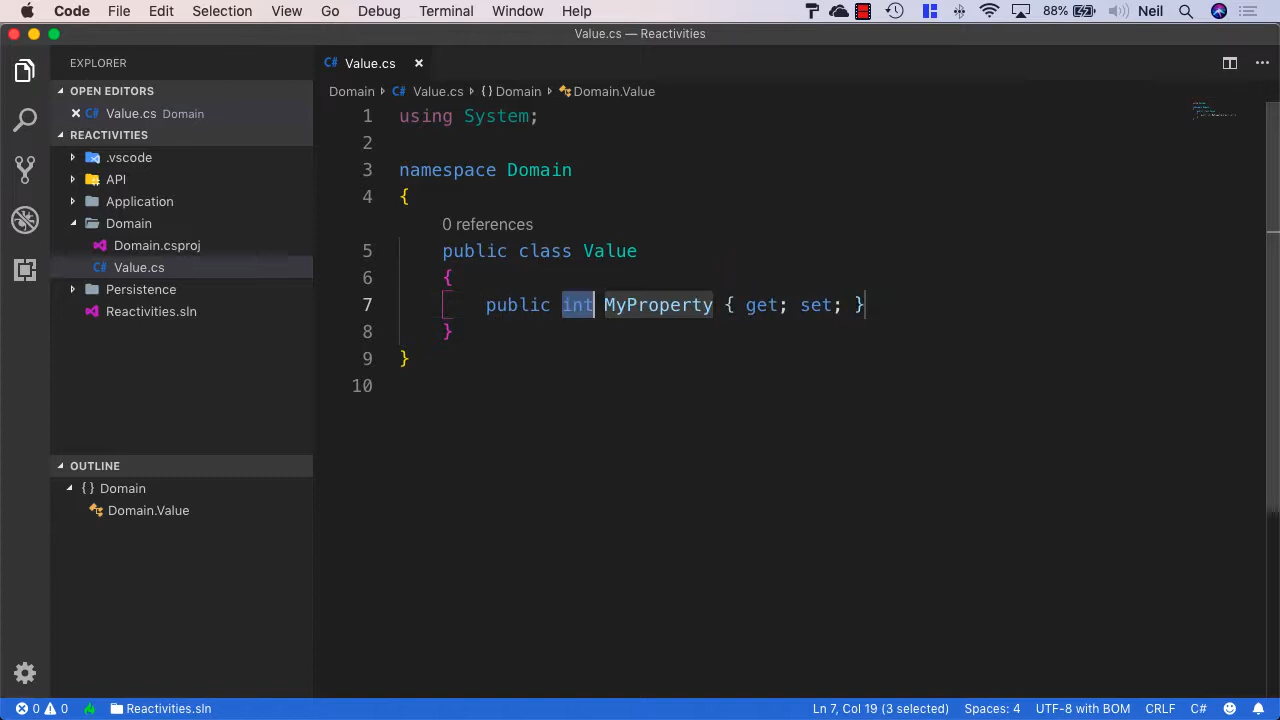 Code File Edit Selection View Go Debug Terminal Window Help 88% Neil
Value.cs — Reactivities
EXPLORER
OPEN EDITORS
Value.cs Domain
REACTIVITIES
.vscode
API
Application
Domain
Domain.csproj
Value.cs
Persistence
Reactivities.sln
OUTLINE
{ } Domain
Domain.Value
C# Value.cs ×
Domain C# Value.cs { } Domain Domain.Value
1 using System;
2
3 namespace Domain
4 {
0 references
5 public class Value
6 {
7 public int MyProperty { get; set; }
8 }
9 }
10
0 0 Reactivities.sln Ln 7, Col 19 (3 selected) Spaces: 4 UTF-8 with BOM CRLF C#